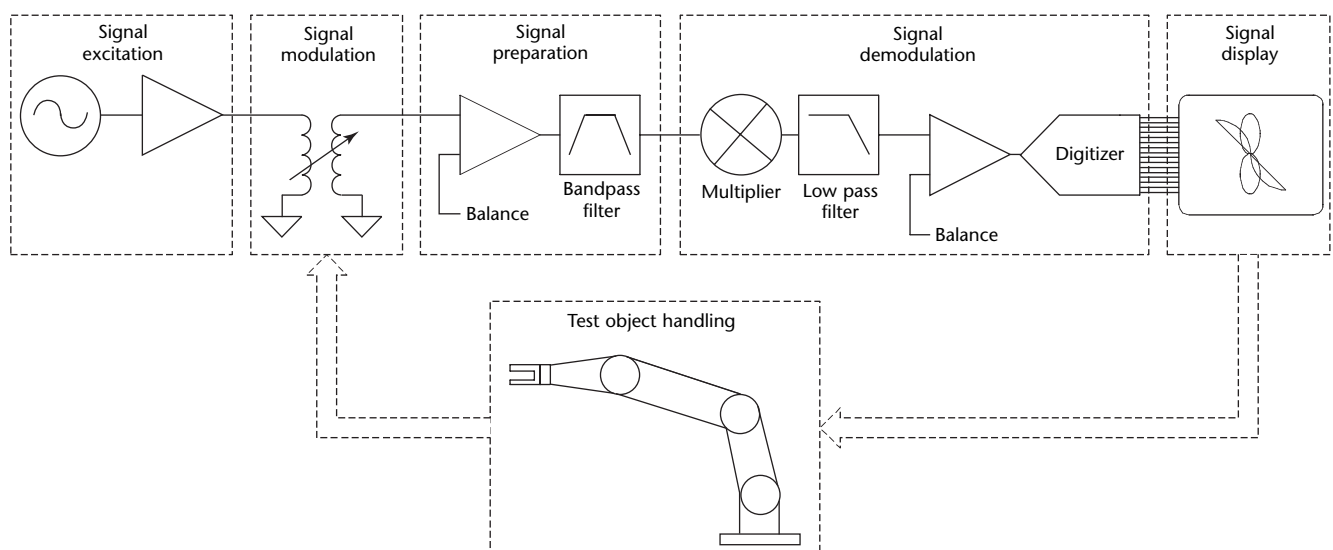 Signal
excitation
Signal
modulation
Signal
preparation
Signal
demodulation
Signal
display
Balance
Bandpass
filter
Multiplier
Low pass
filter
Balance
Digitizer
Test object handling